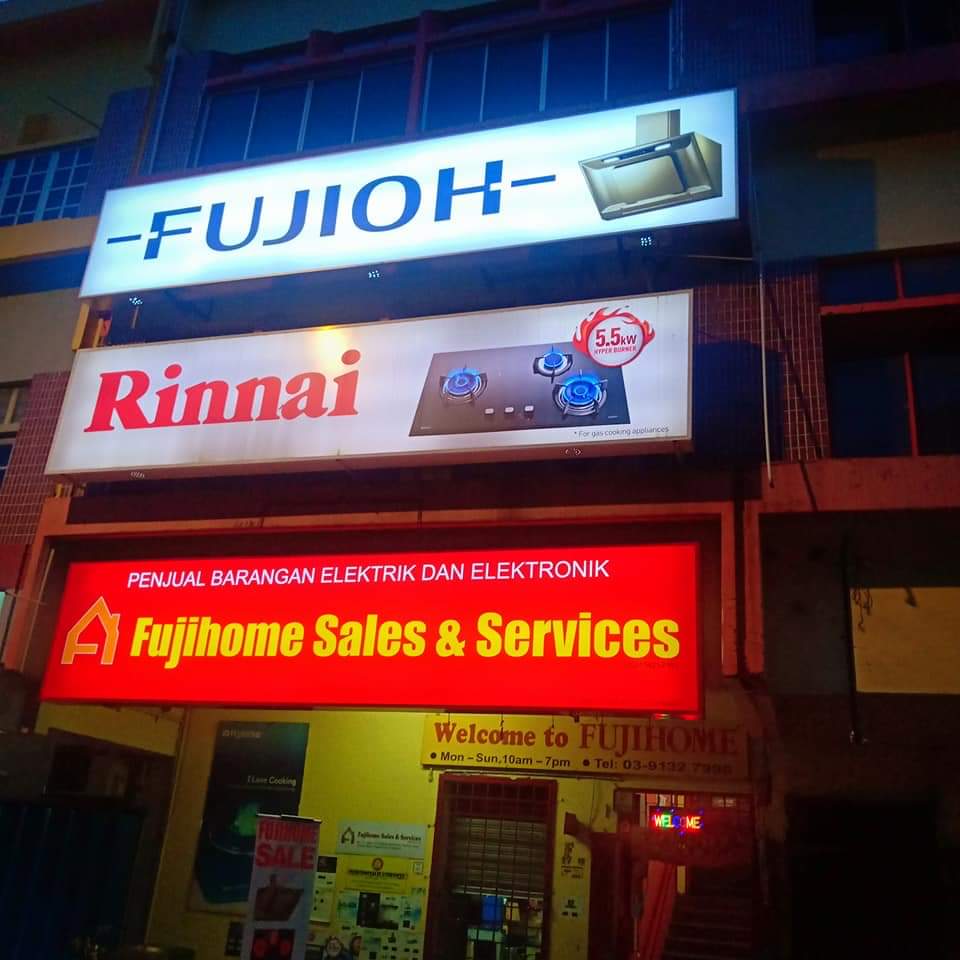 FUJIOH
Rinnai
5.5kW
HYPER BURNER
* For gas cooking appliances
PENJUAL BARANGAN ELEKTRIK DAN ELEKTRONIK
Fujihome Sales & Services
Welcome to FUJIHOME
• Mon - Sun, 10am - 7pm • Tel: 03-9132
WELCOME
I Love Cooking
Fujihome Sales & Services
SALE